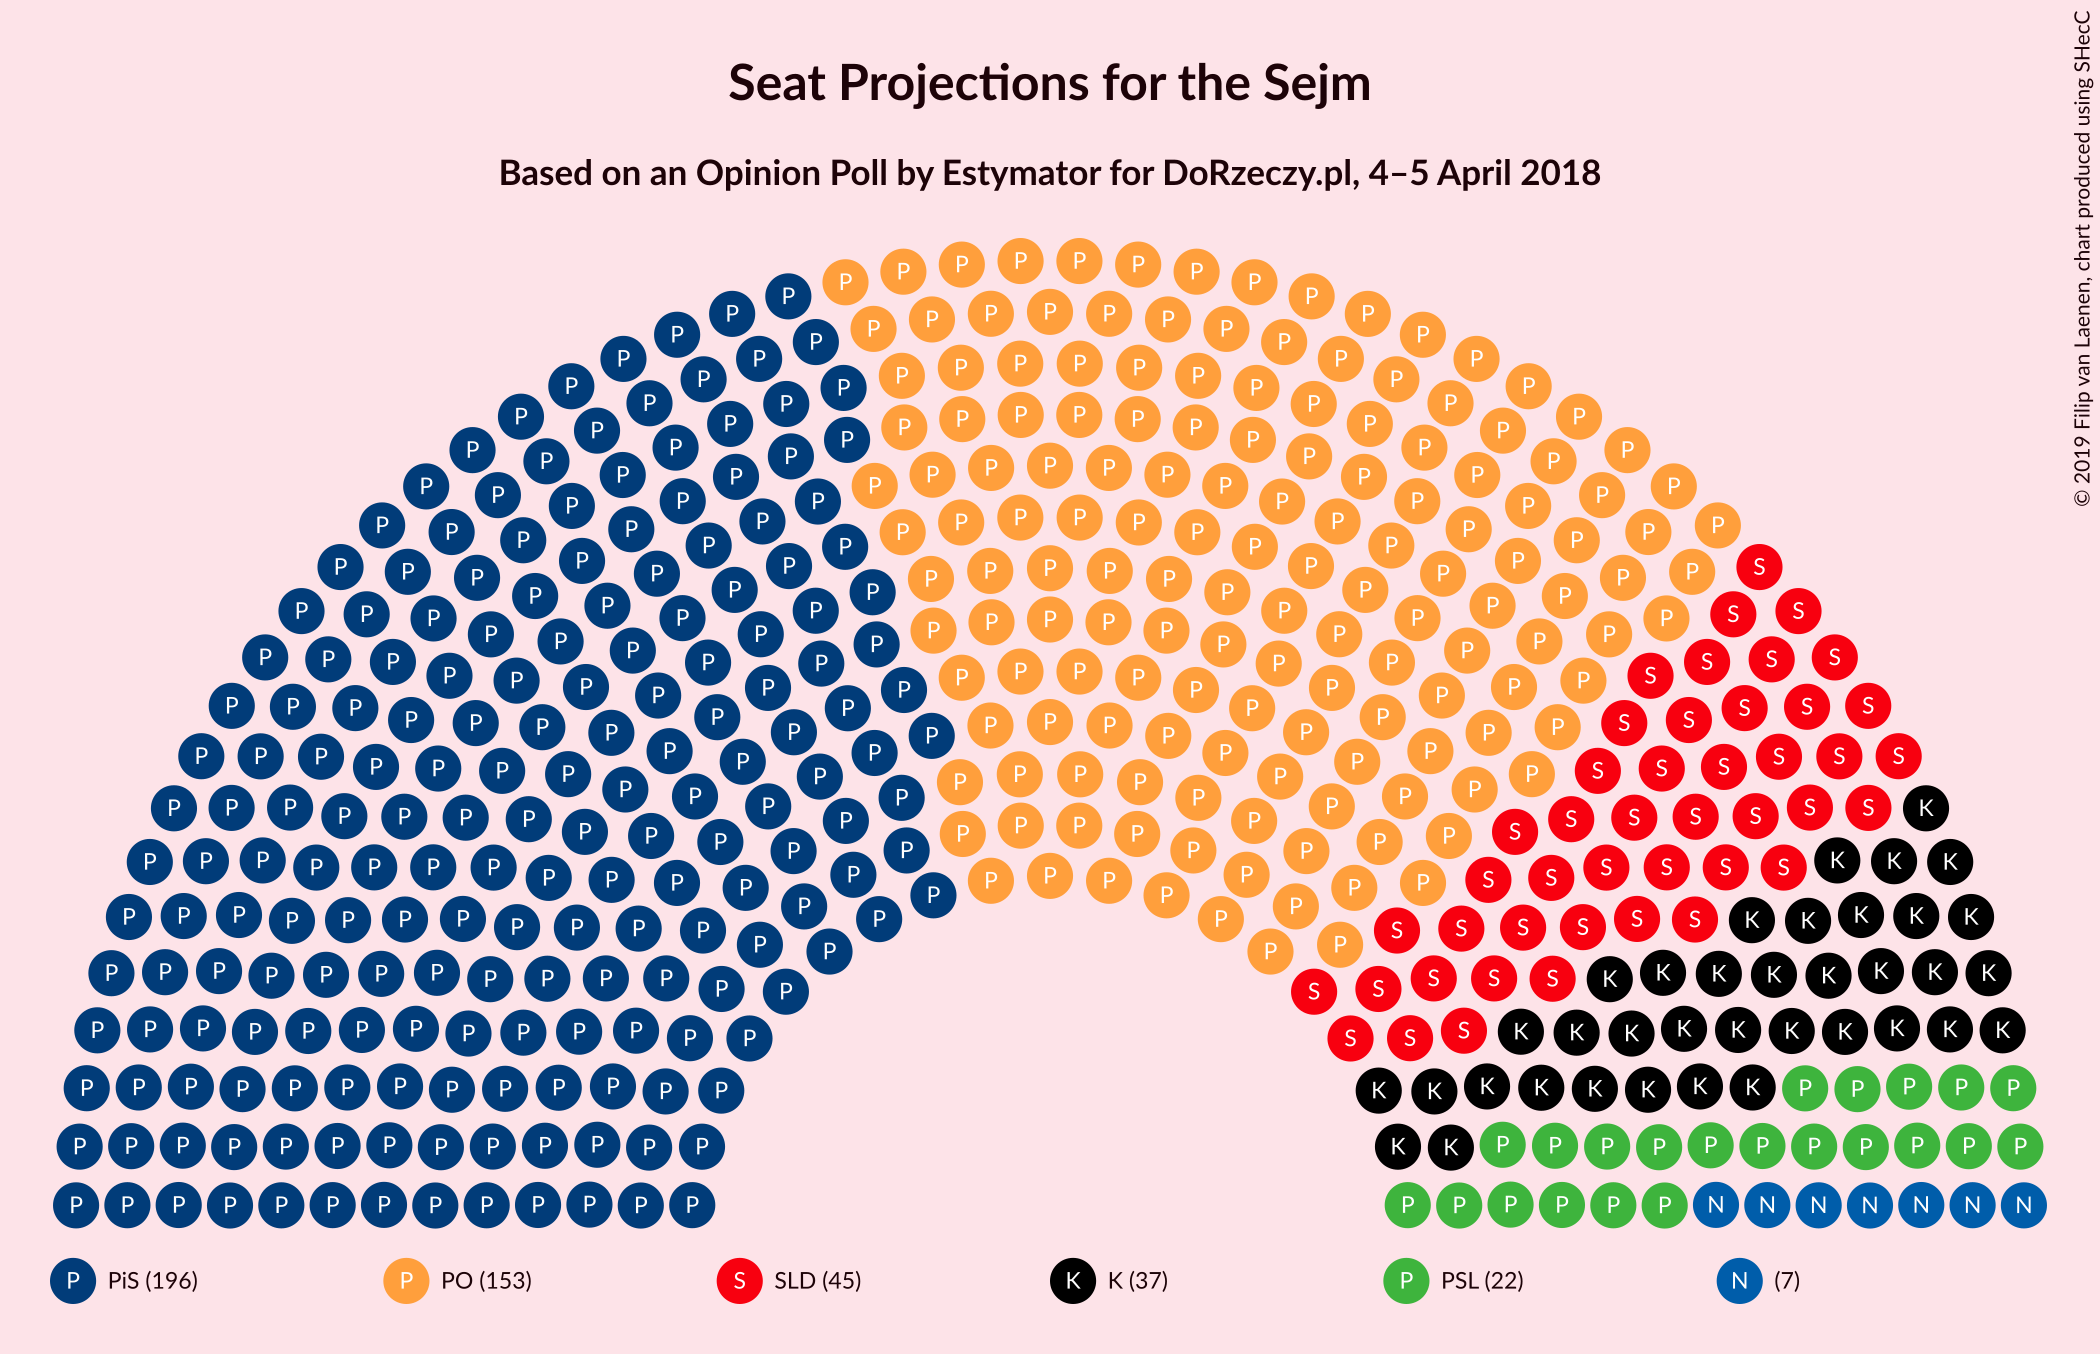 Seat Projections for the Sejm
Based on an Opinion Poll by Estymator for DoRzeczy.pl, 4–5 April 2018
© 2019 Filip van Laenen, chart produced using SHecC
P PiS (196)
P PO (153)
S SLD (45)
K K (37)
P PSL (22)
N (7)